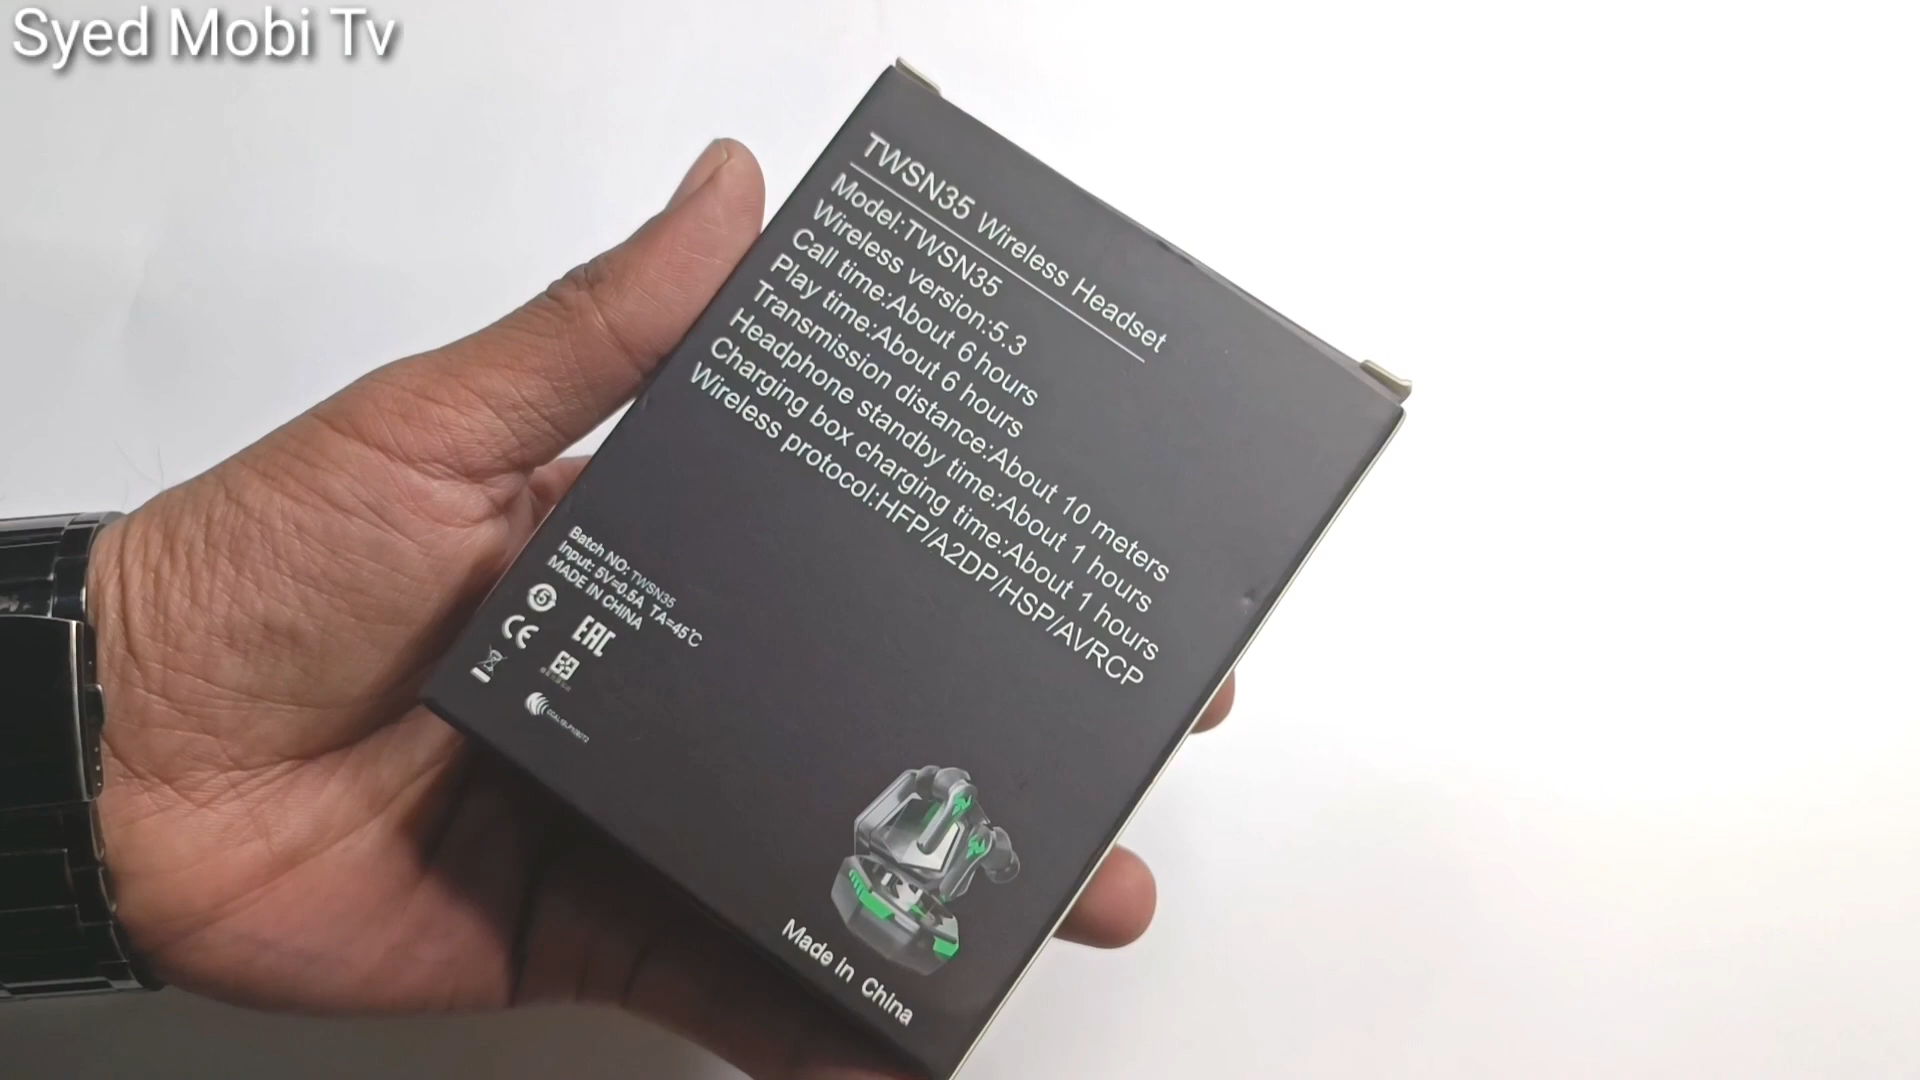 Syed Mobi Tv
TWSN35 Wireless Headset
Model:TWSN35
Wireless version:5.3
Call time:About 6 hours
Play time:About 6 hours
Transmission distance:About 10 meters
Headphone standby time:About 1 hours
Charging box charging time:About 1 hours
Wireless protocol:HFP/A2DP/HSP/AVRCP
Batch NO: TWSN35
Input: 5V=0.5A TA=45℃
MADE IN CHINA
5
CE EAC
Made in China